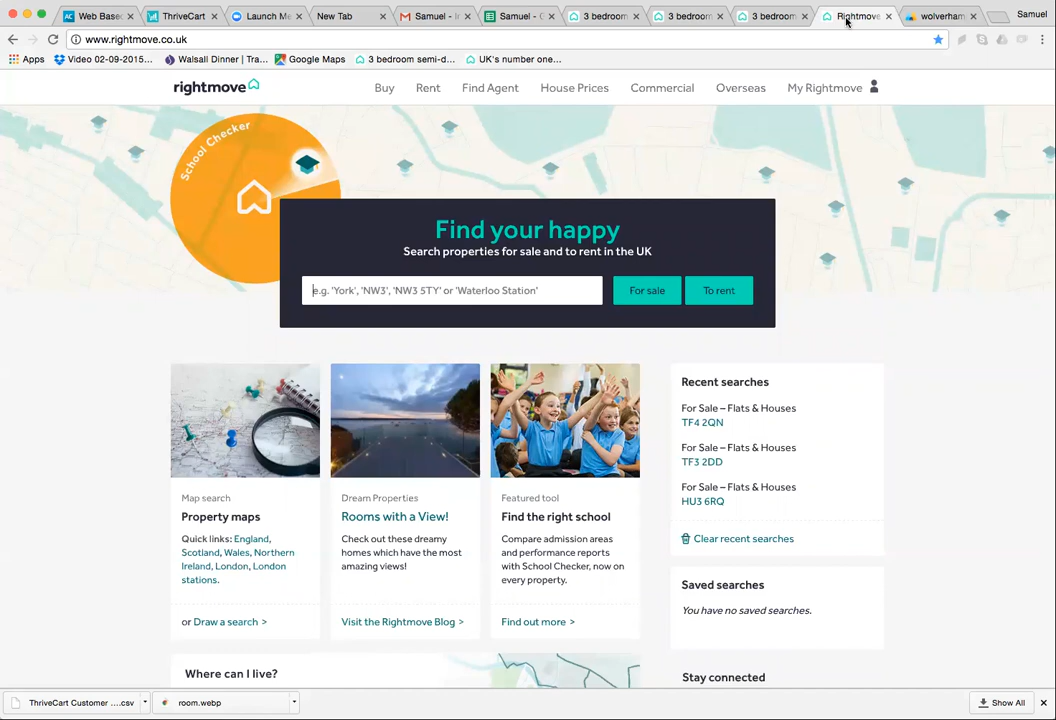 Web Base
ThriveCart
Launch Me
New Tab
Samuel - I
Samuel - G
3 bedroom
3 bedroom
3 bedroom
Rightmove
wolverham
Samuel
www.rightmove.co.uk
Apps
Video 02-09-2015...
Walsall Dinner | Tra...
Google Maps
3 bedroom semi-d...
UK's number one...
rightmove
Buy
Rent
Find Agent
House Prices
Commercial
Overseas
My Rightmove
School Checker
Find your happy
Search properties for sale and to rent in the UK
e.g. 'York', 'NW3', 'NW3 5TY' or 'Waterloo Station'
For sale
To rent
Map search
Property maps
Quick links: England,
Scotland, Wales, Northern
Ireland, London, London
stations.
or Draw a search >
Dream Properties
Rooms with a View!
Check out these dreamy
homes which have the most
amazing views!
Visit the Rightmove Blog >
Featured tool
Find the right school
Compare admission areas
and performance reports
with School Checker, now on
every property.
Find out more >
Recent searches
For Sale – Flats & Houses
TF4 2QN
For Sale – Flats & Houses
TF3 2DD
For Sale – Flats & Houses
HU3 6RQ
Clear recent searches
Saved searches
You have no saved searches.
Where can I live?
Stay connected
ThriveCart Customer ....csv
room.webp
Show All